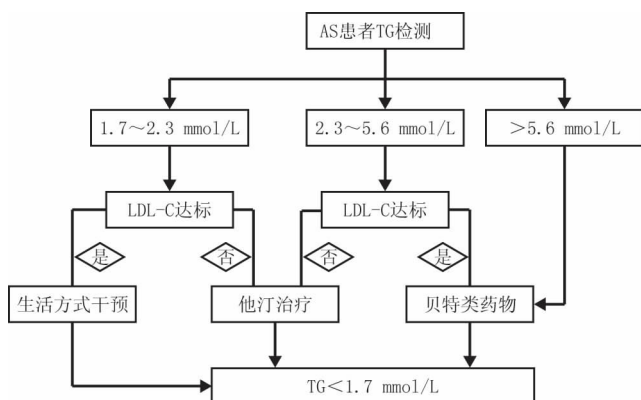 AS患者TG检测
1.7～2.3 mmol/L
2.3～5.6 mmol/L
＞5.6 mmol/L
LDL-C达标
LDL-C达标
是
否
否
是
生活方式干预
他汀治疗
贝特类药物
TG＜1.7 mmol/L